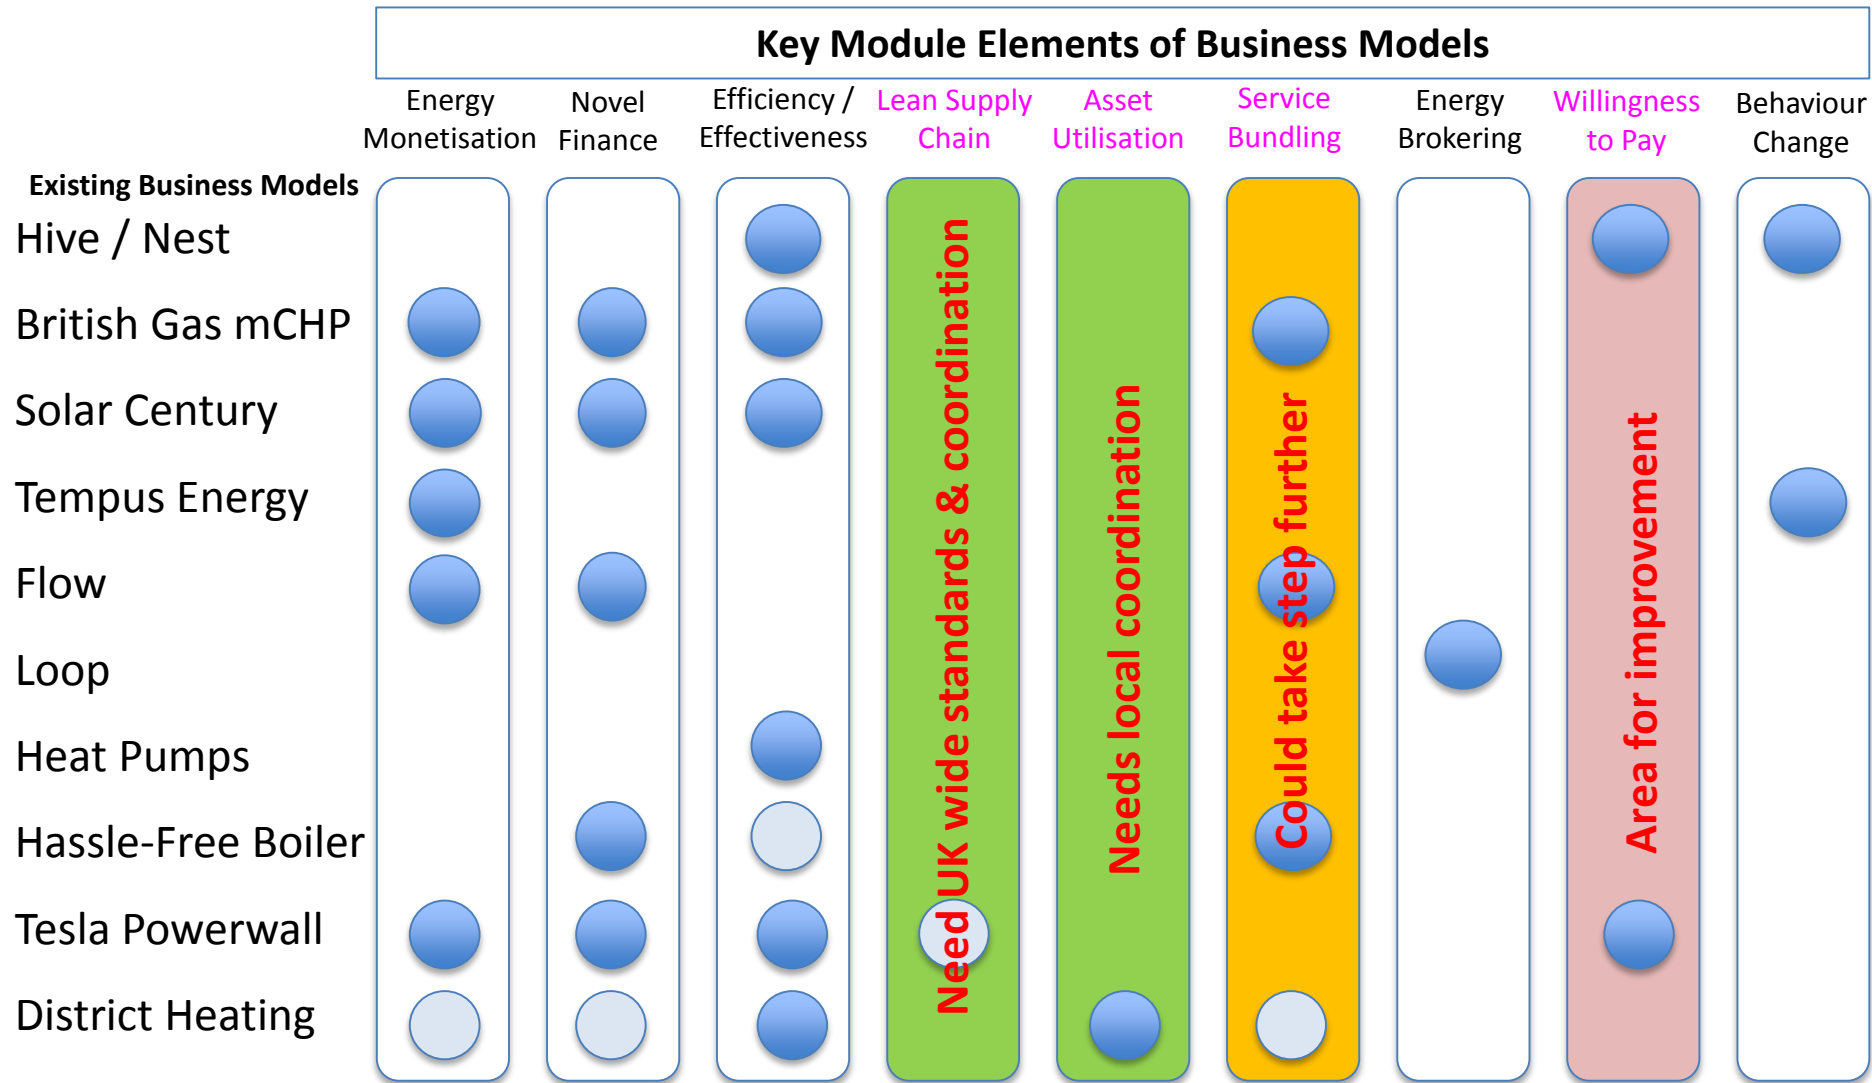 Key Module Elements of Business Models
Energy
Monetisation
Novel
Finance
Efficiency /
Effectiveness
Lean Supply
Chain
Asset
Utilisation
Service
Bundling
Energy
Brokering
Willingness
to Pay
Behaviour
Change
Existing Business Models
Hive / Nest
British Gas mCHP
Solar Century
Tempus Energy
Flow
Loop
Heat Pumps
Hassle-Free Boiler
Tesla Powerwall
District Heating
Need UK wide standards & coordination
Needs local coordination
Could take step further
Area for improvement